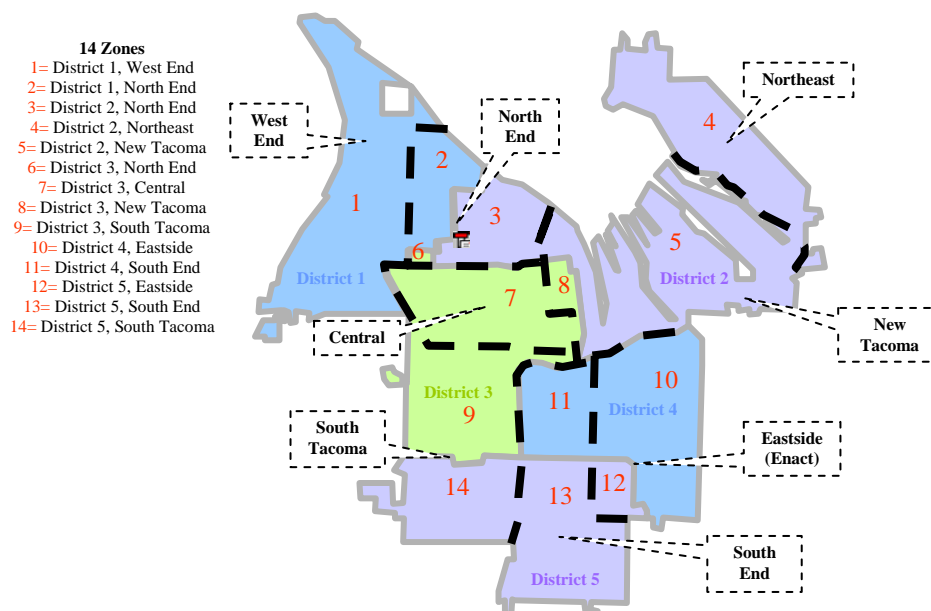 14 Zones
1= District 1, West End
2= District 1, North End
3= District 2, North End
4= District 2, Northeast
5= District 2, New Tacoma
6= District 3, North End
7= District 3, Central
8= District 3, New Tacoma
9= District 3, South Tacoma
10= District 4, Eastside
11= District 4, South End
12= District 5, Eastside
13= District 5, South End
14= District 5, South Tacoma
West
End
North
End
Northeast
4
2
1
3
5
6
District 1
District 2
7
8
Central
New
Tacoma
District 3
9
11
10
District 4
South
Tacoma
Eastside
(Enact)
14
13
12
South
End
District 5